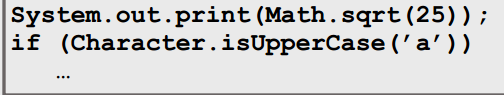 System.out.print(Math.sqrt(25));
if (Character.isUpperCase(’a’))
…